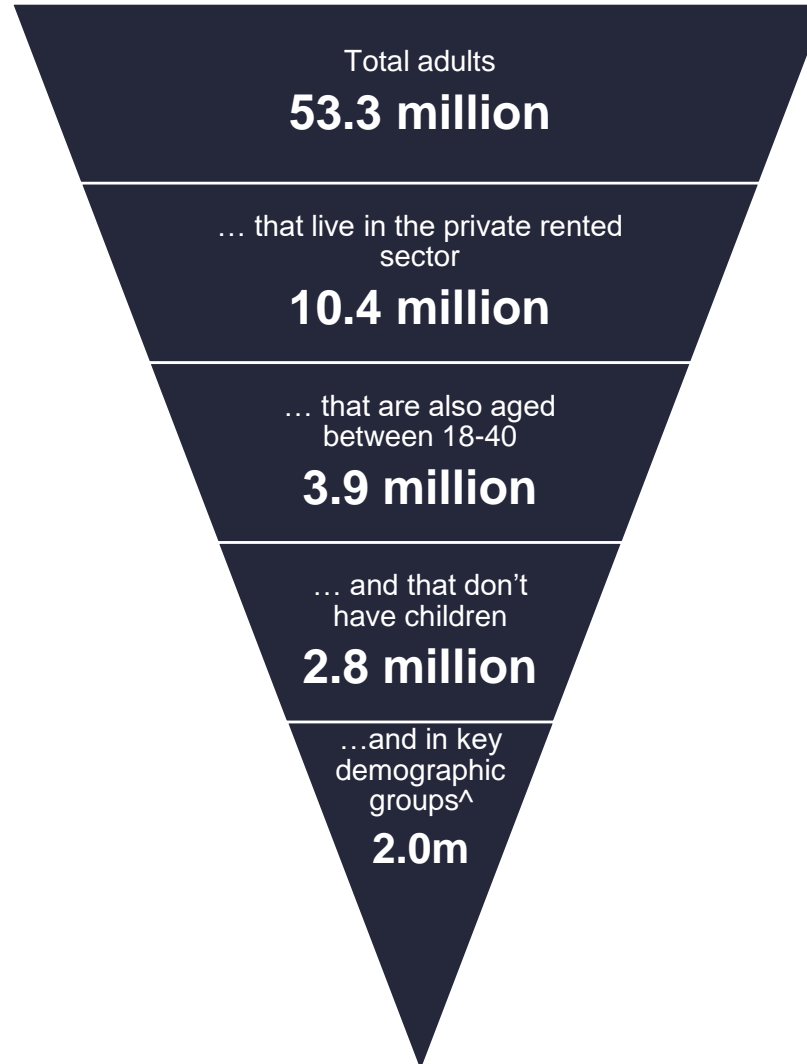 Total adults
53.3 million
… that live in the private rented
sector
10.4 million
… that are also aged
between 18-40
3.9 million
… and that don’t
have children
2.8 million
…and in key
demographic
groups^
2.0m